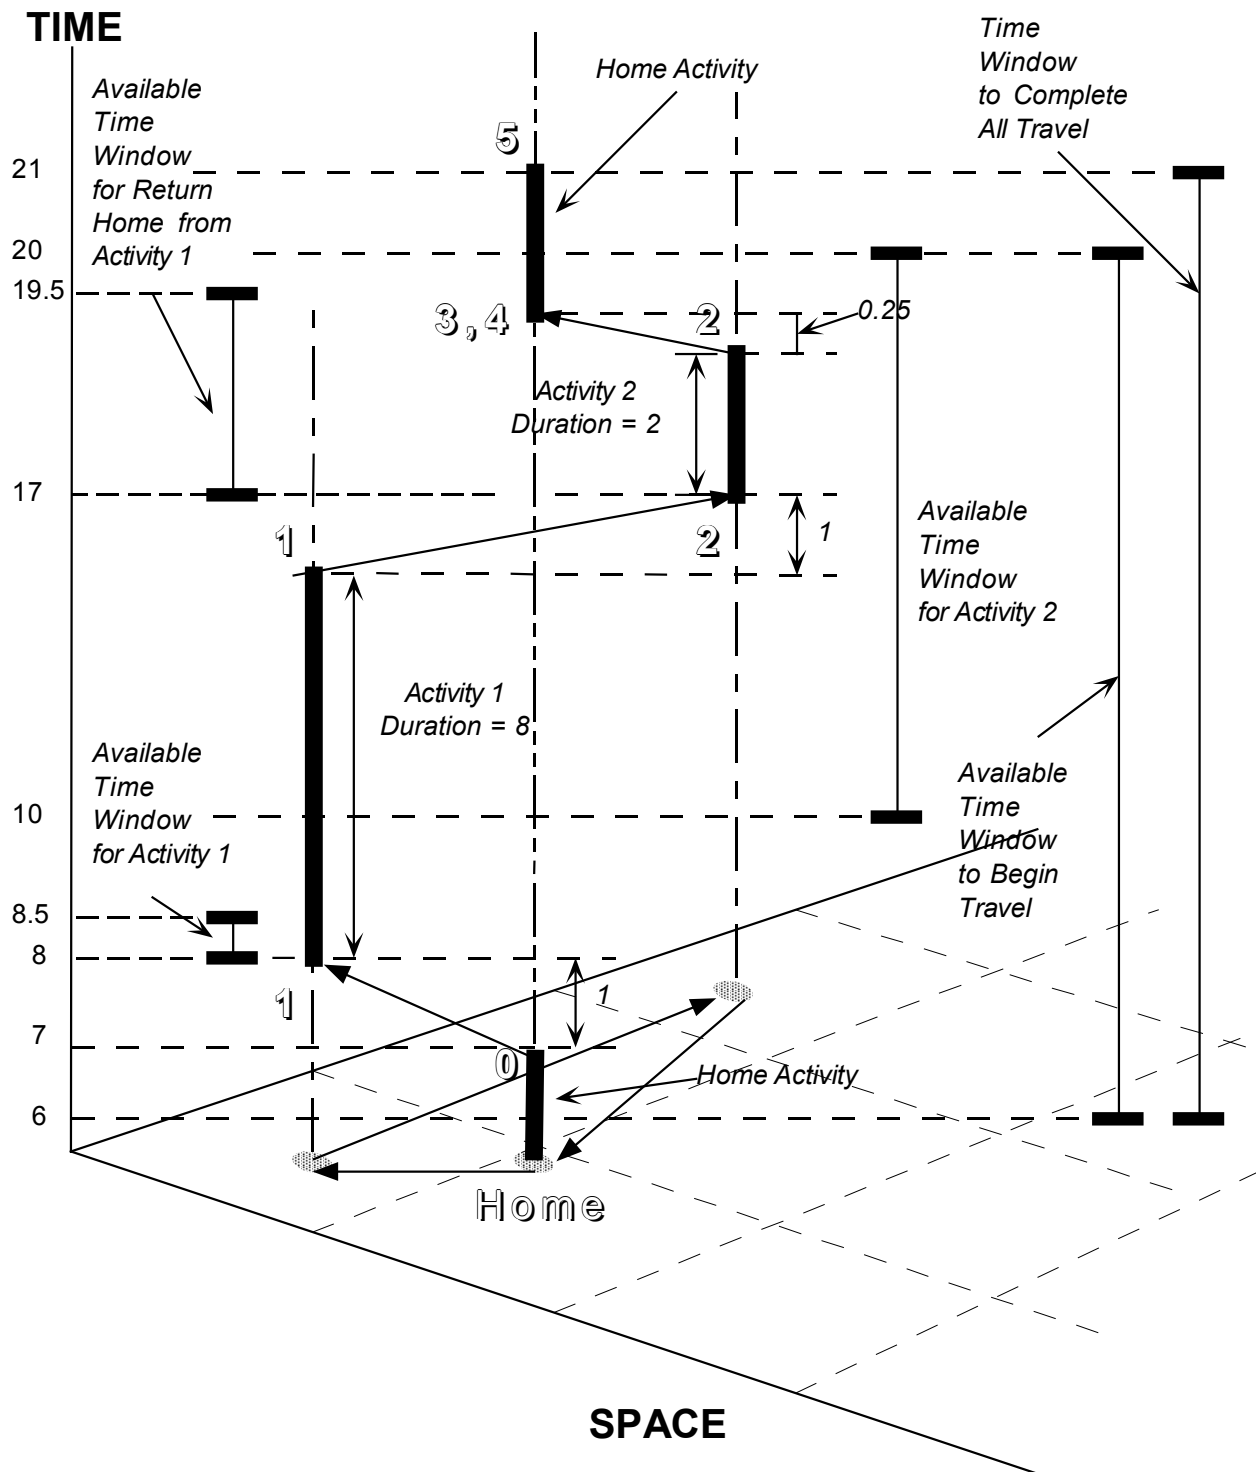 TIME
Time
Window
to Complete
All Travel
Home Activity
Available
Time
Window
for Return
Home from
Activity 1
5
21
20
19.5
3,4
2
0.25
Activity 2
Duration = 2
17
1
2
1
Available
Time
Window
for Activity 2
Activity 1
Duration = 8
Available
Time
Window
for Activity 1
Available
Time
Window
to Begin
Travel
10
8.5
8
1
1
7
0
Home Activity
6
Home
SPACE